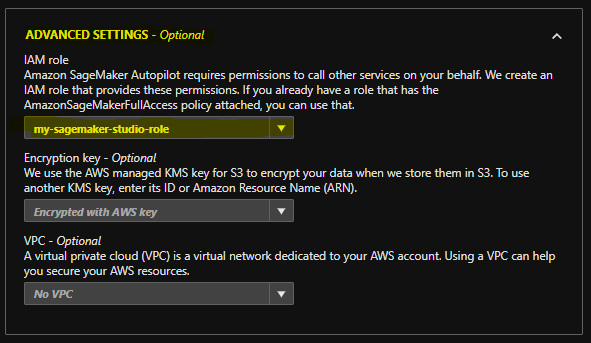 ADVANCED SETTINGS - Optional
IAM role
Amazon SageMaker Autopilot requires permissions to call other services on your behalf. We create an
IAM role that provides these permissions. If you already have a role that has the
AmazonSageMakerFullAccess policy attached, you can use that.
my-sagemaker-studio-role
Encryption key - Optional
We use the AWS managed KMS key for S3 to encrypt your data when we store them in S3. To use
another KMS key, enter its ID or Amazon Resource Name (ARN).
Encrypted with AWS key
VPC - Optional
A virtual private cloud (VPC) is a virtual network dedicated to your AWS account. Using a VPC can help
you secure your AWS resources.
No VPC